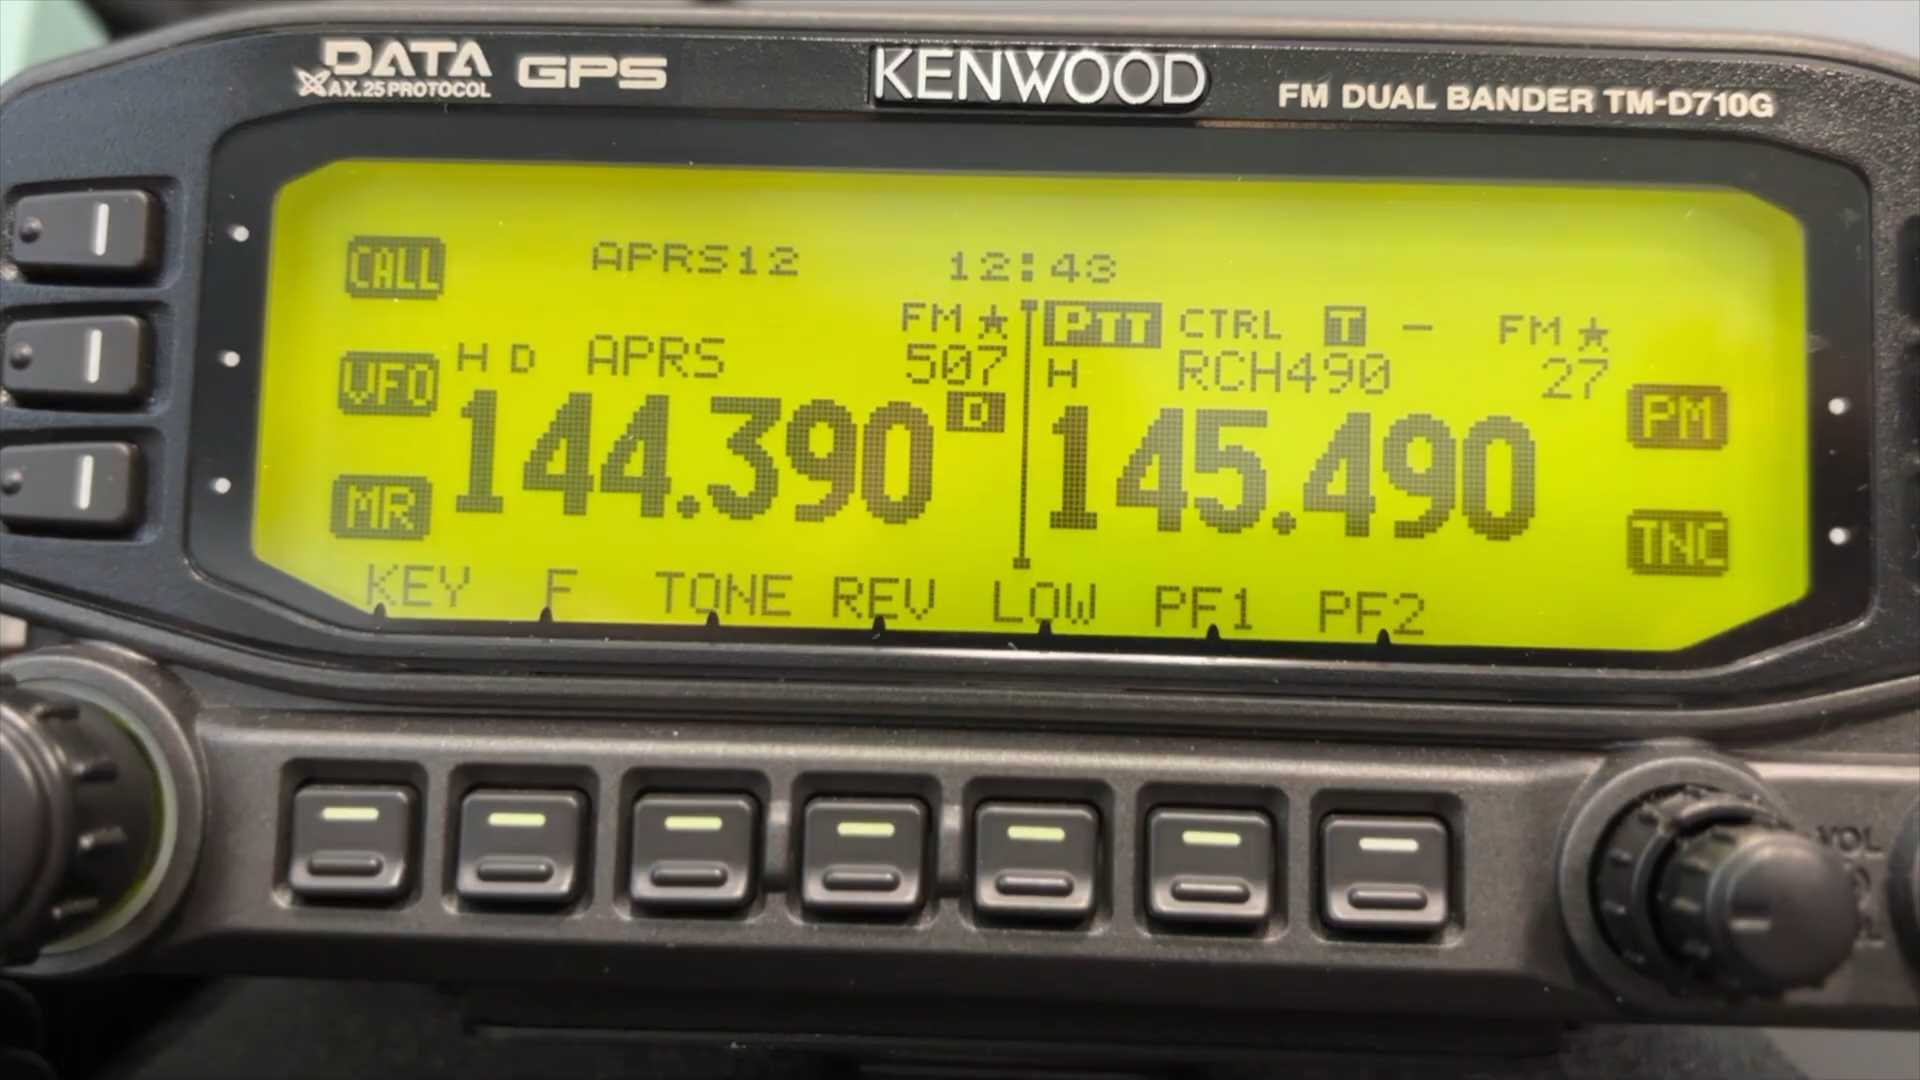 DATA GPS KENWOOD FM DUAL BANDER TM-D710G
AX.25 PROTOCOL
CALL APRS12 12:43
FM★ PTT CTRL T - FM★
H D APRS 507 H RCH490 27
VFO 144.390 D 145.490 PM
MR TNC
KEY F TONE REV LOW PF1 PF2
VOL